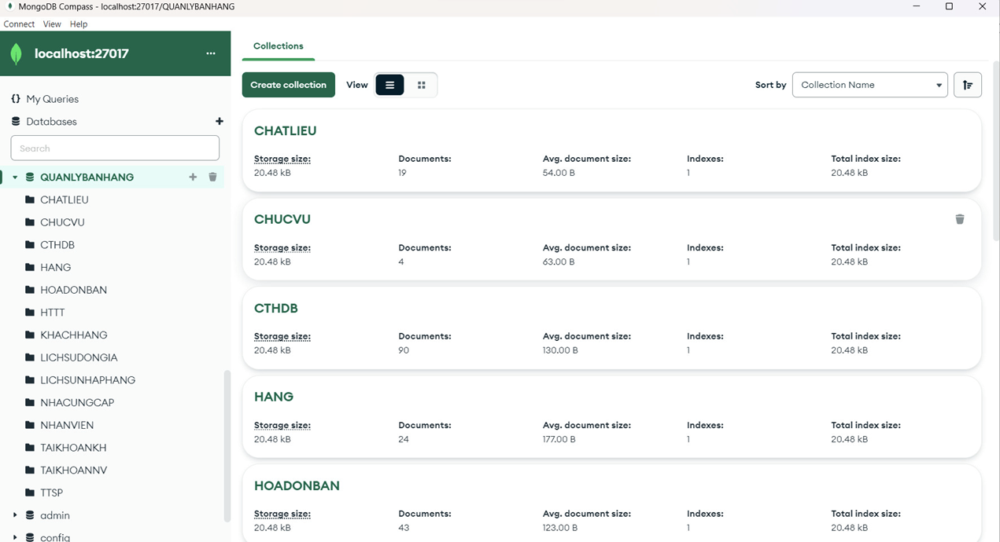 MongoDB Compass - localhost:27017/QUANLYBANHANG
Connect View Help
localhost:27017 ...
My Queries
Databases
Search
QUANLYBANHANG
CHATLIEU
CHUCVU
CTHDB
HANG
HOADONBAN
HTTT
KHACHHANG
LICHSUDONGIA
LICHSUNHAPHANG
NHACUNGCAP
NHANVIEN
TAIKHOANKH
TAIKHOANNV
TTSP
admin
config
Collections
Create collection View Sort by Collection Name
CHATLIEU
Storage size: Documents: Avg. document size: Indexes: Total index size:
20.48 kB 19 54.00 B 1 20.48 kB
CHUCVU
Storage size: Documents: Avg. document size: Indexes: Total index size:
20.48 kB 4 63.00 B 1 20.48 kB
CTHDB
Storage size: Documents: Avg. document size: Indexes: Total index size:
20.48 kB 90 130.00 B 1 20.48 kB
HANG
Storage size: Documents: Avg. document size: Indexes: Total index size:
20.48 kB 24 177.00 B 1 20.48 kB
HOADONBAN
Storage size: Documents: Avg. document size: Indexes: Total index size:
20.48 kB 43 123.00 B 1 20.48 kB